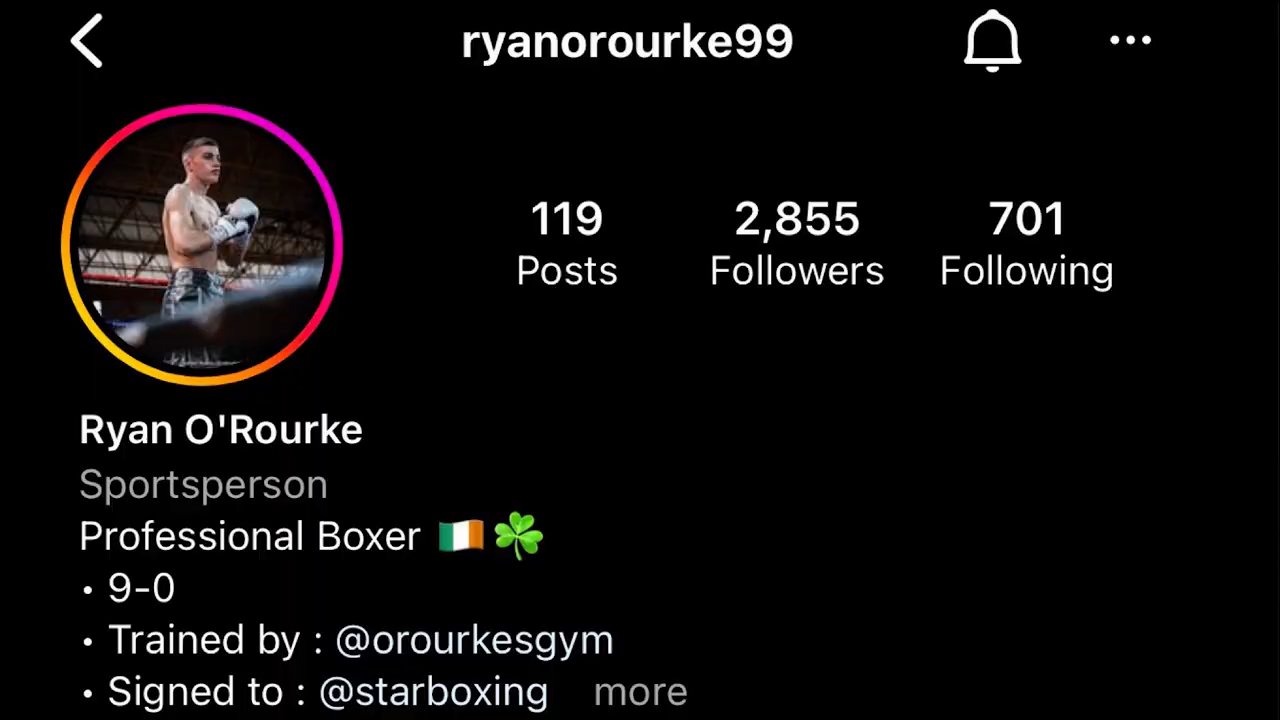 ryanorourke99
119 2,855 701
Posts Followers Following
Ryan O'Rourke
Sportsperson
Professional Boxer 🇮🇪☘️
• 9-0
• Trained by : @orourkesgym
• Signed to : @starboxing more